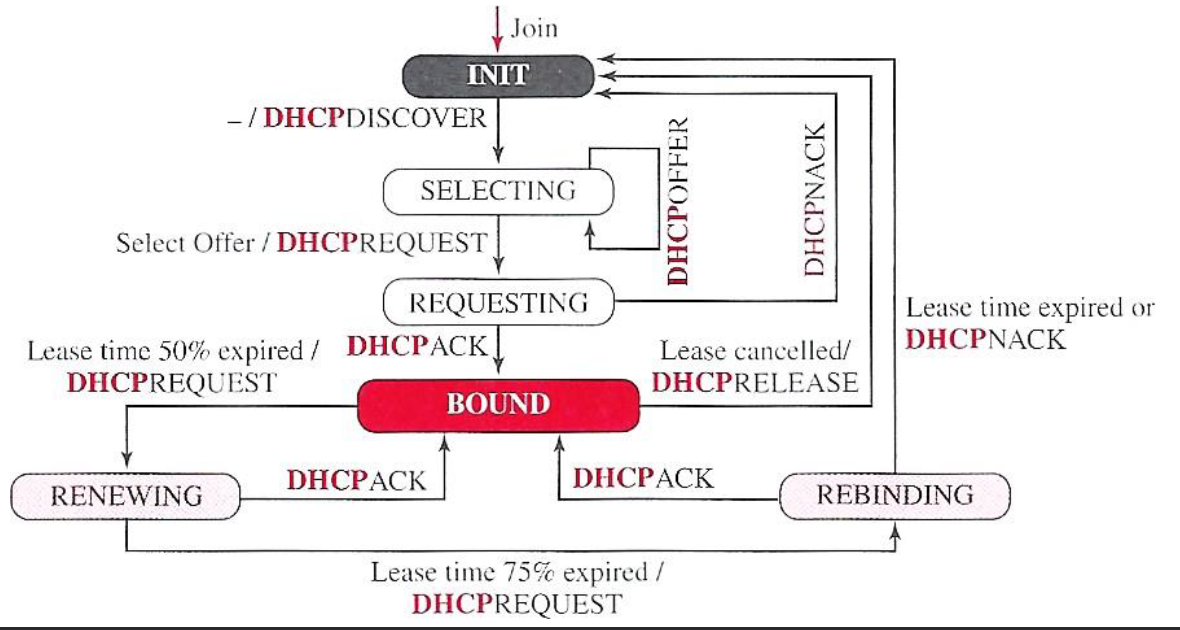 Join
INIT
– / DHCPDISCOVER
SELECTING
DHCPOFFER
DHCPNACK
Select Offer / DHCPREQUEST
REQUESTING
Lease time expired or
DHCPNACK
DHCPACK
Lease time 50% expired /
DHCPREQUEST
Lease cancelled/
DHCPRELEASE
BOUND
RENEWING
DHCPACK
DHCPACK
REBINDING
Lease time 75% expired /
DHCPREQUEST